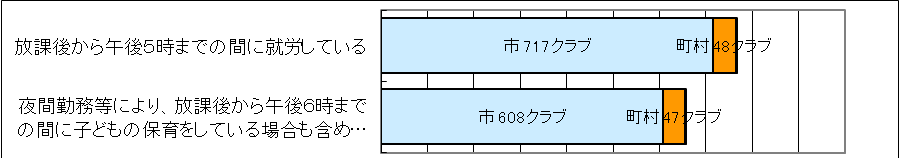 放課後から午後5時までの間に就労している
市717クラブ
町村48クラブ
夜間勤務等により、放課後から午後6時まで
の間に子どもの保育をしている場合も含め…
市608クラブ
町村47クラブ